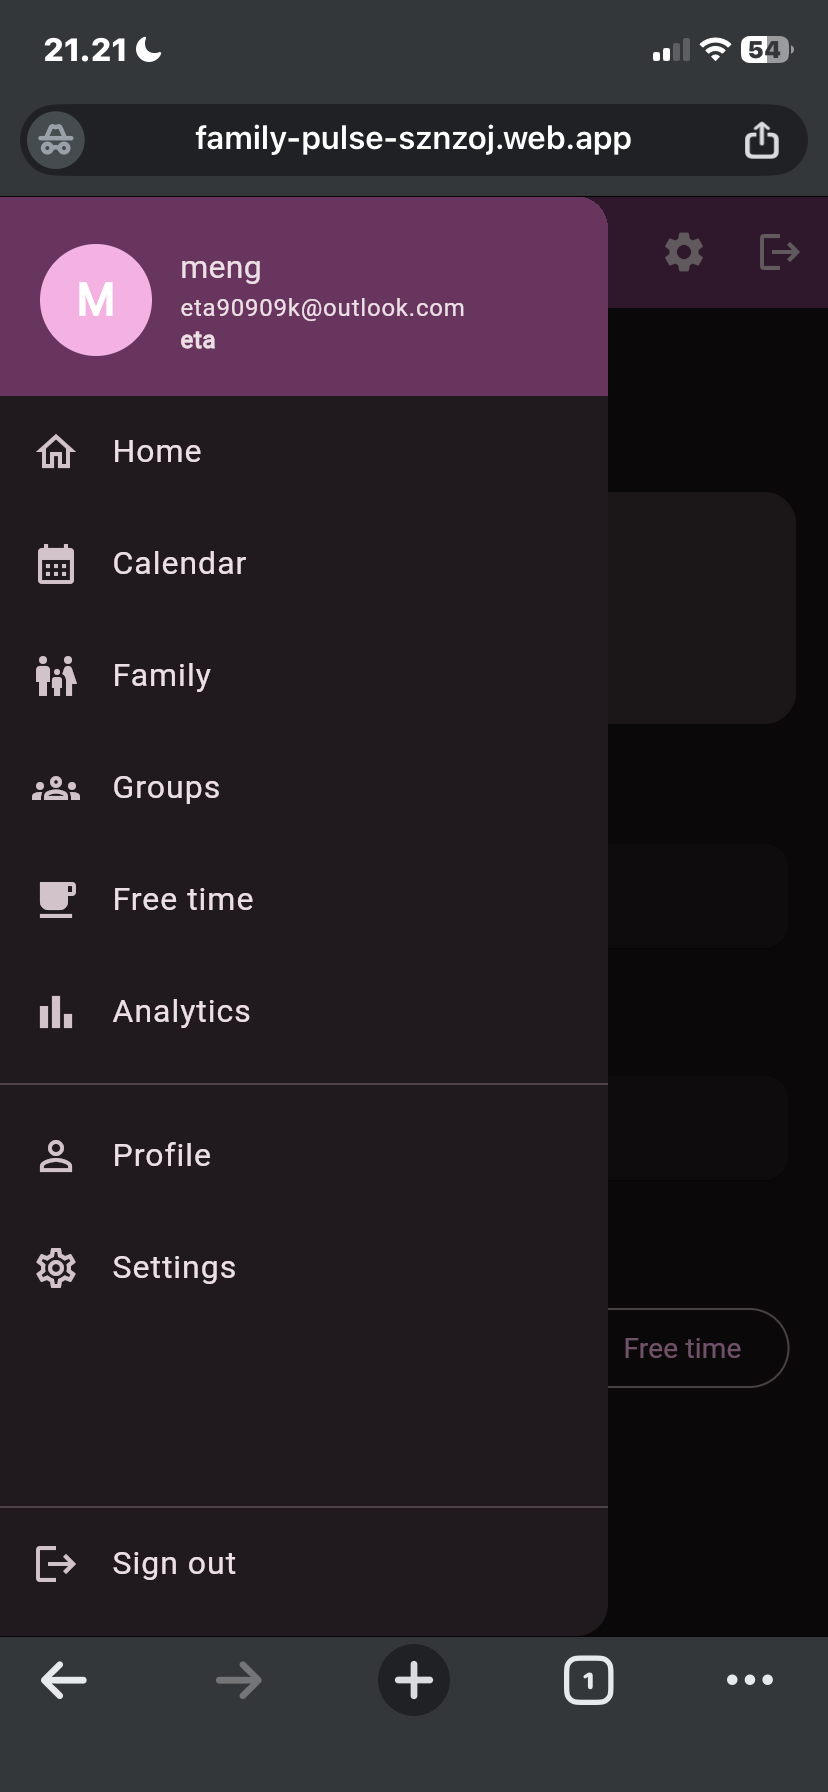 21.21
54
family-pulse-sznzoj.web.app
M
meng
eta90909k@outlook.com
eta
Home
Calendar
Family
Groups
Free time
Analytics
Profile
Settings
Free time
Sign out
1